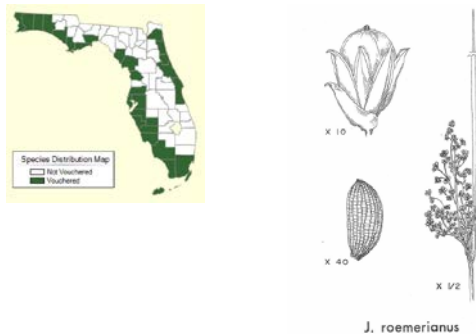 Species Distribution Map
Not Vouchered
Vouchered
X 10
X 40
X 1/2
J. roemerianus